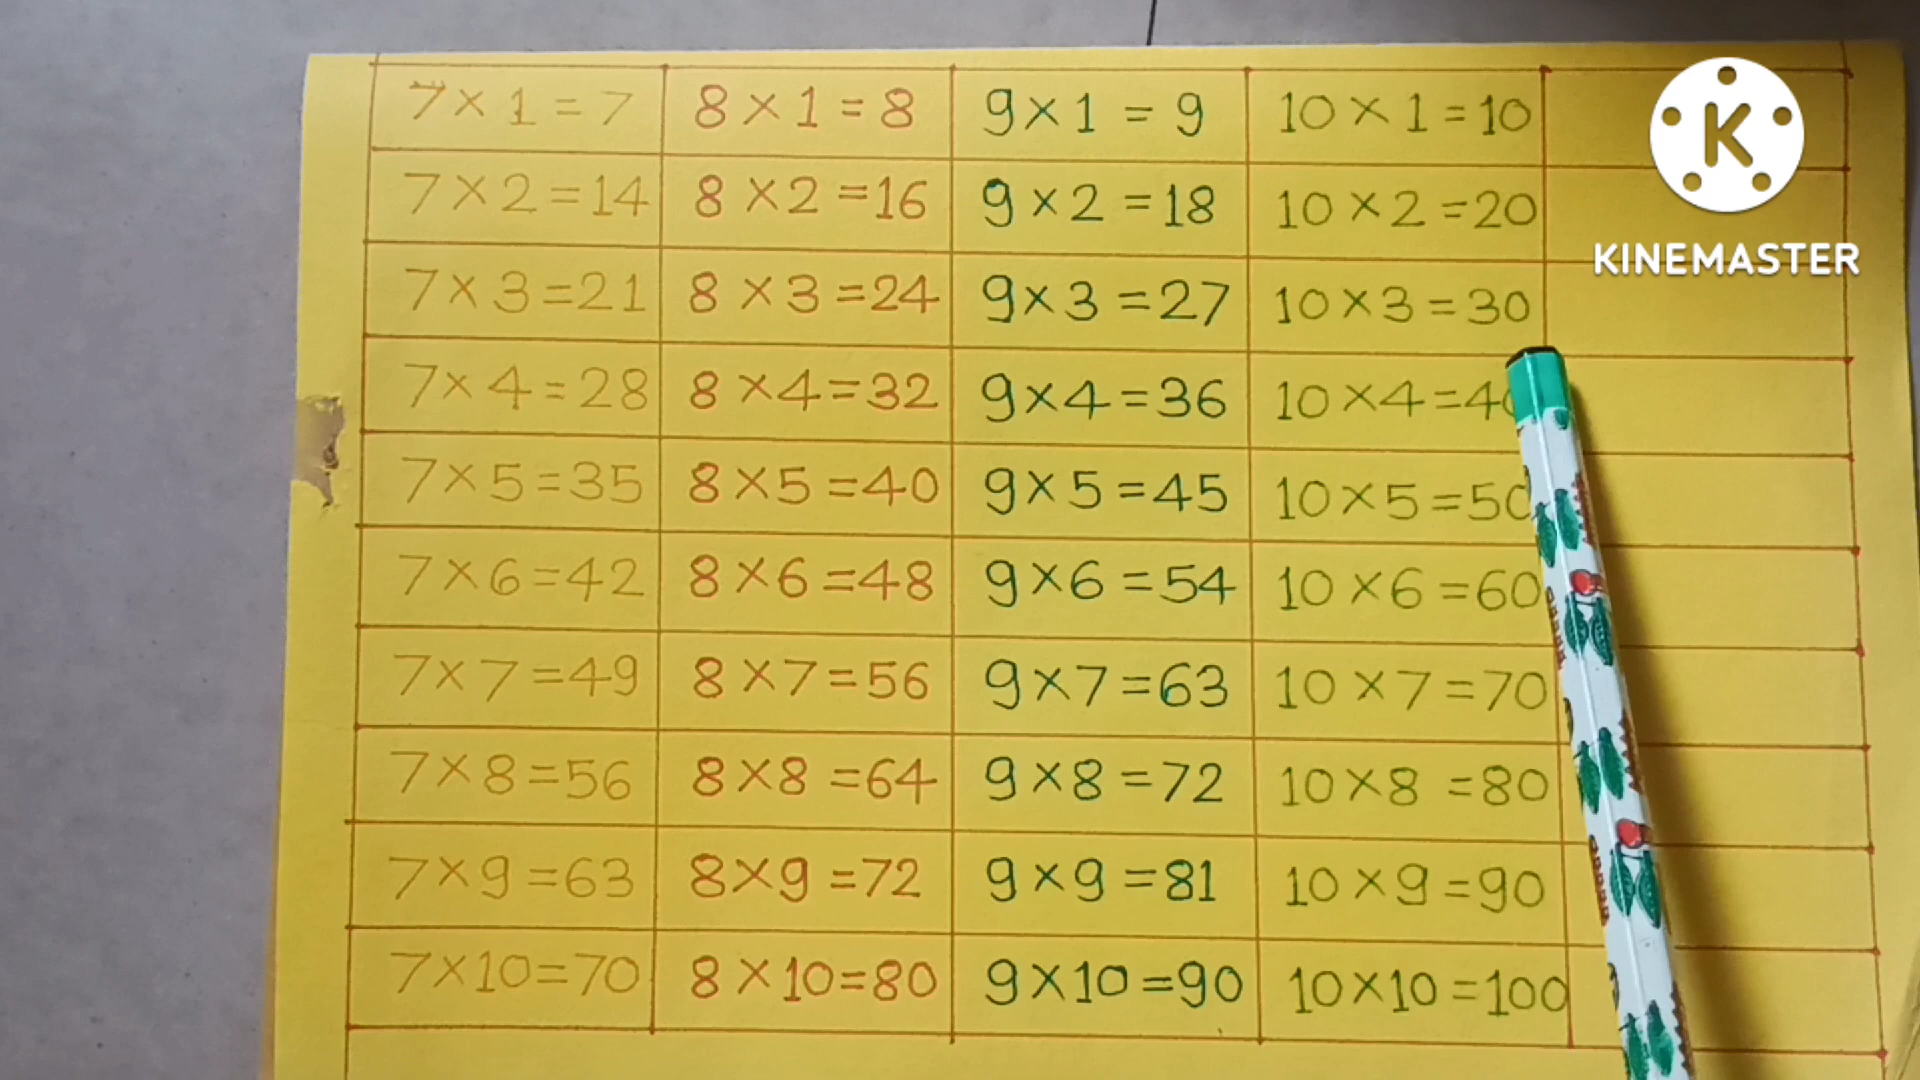 7 × 1 = 7 8 × 1 = 8 9 × 1 = 9 10 × 1 = 10
7 × 2 = 14 8 × 2 = 16 9 × 2 = 18 10 × 2 = 20
7 × 3 = 21 8 × 3 = 24 9 × 3 = 27 10 × 3 = 30
7 × 4 = 28 8 × 4 = 32 9 × 4 = 36 10 × 4 = 40
7 × 5 = 35 8 × 5 = 40 9 × 5 = 45 10 × 5 = 50
7 × 6 = 42 8 × 6 = 48 9 × 6 = 54 10 × 6 = 60
7 × 7 = 49 8 × 7 = 56 9 × 7 = 63 10 × 7 = 70
7 × 8 = 56 8 × 8 = 64 9 × 8 = 72 10 × 8 = 80
7 × 9 = 63 8 × 9 = 72 9 × 9 = 81 10 × 9 = 90
7 × 10 = 70 8 × 10 = 80 9 × 10 = 90 10 × 10 = 100
K
KINEMASTER